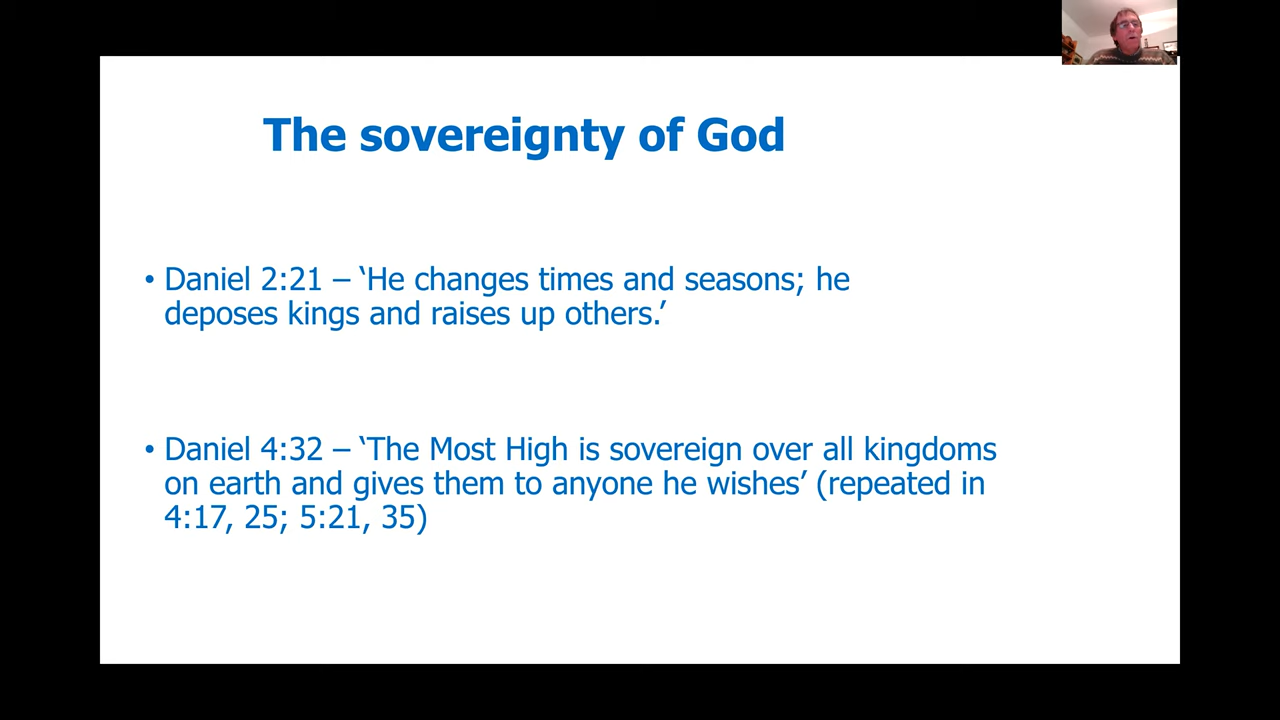 The sovereignty of God
• Daniel 2:21 – ‘He changes times and seasons; he
deposes kings and raises up others.’
• Daniel 4:32 – ‘The Most High is sovereign over all kingdoms
on earth and gives them to anyone he wishes’ (repeated in
4:17, 25; 5:21, 35)